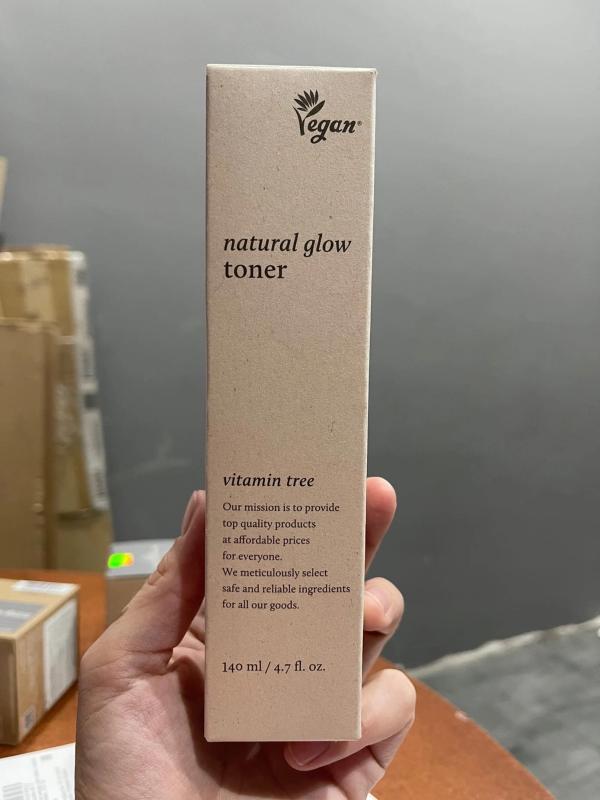 Vegan®
natural glow
toner
vitamin tree
Our mission is to provide
top quality products
at affordable prices
for everyone.
We meticulously select
safe and reliable ingredients
for all our goods.
140 ml / 4.7 fl. oz.